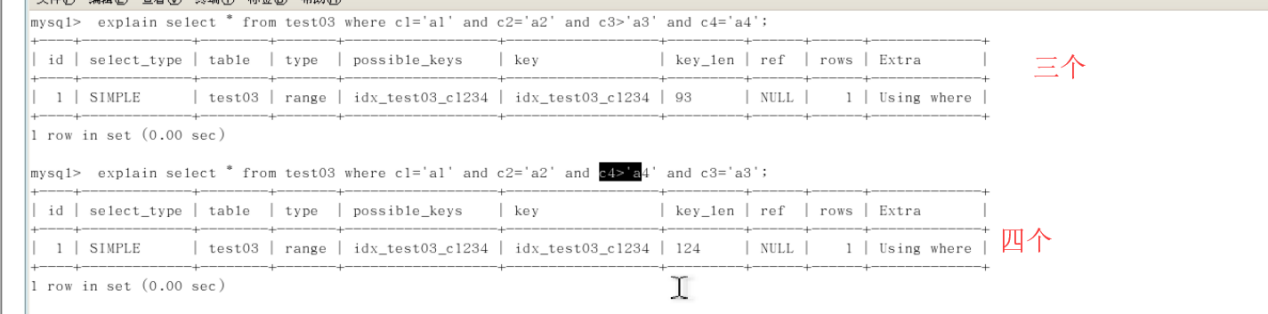 mysql> explain select * from test03 where c1='a1' and c2='a2' and c3>'a3' and c4='a4';
+----+-------------+--------+-------+------------------+------------------+---------+------+------+-------------+
| id | select_type | table | type | possible_keys | key | key_len | ref | rows | Extra |
三个
+----+-------------+--------+-------+------------------+------------------+---------+------+------+-------------+
| 1 | SIMPLE | test03 | range | idx_test03_c1234 | idx_test03_c1234 | 93 | NULL | 1 | Using where |
+----+-------------+--------+-------+------------------+------------------+---------+------+------+-------------+
1 row in set (0.00 sec)
mysql> explain select * from test03 where c1='a1' and c2='a2' and c4>'a4' and c3='a3';
+----+-------------+--------+-------+------------------+------------------+---------+------+------+-------------+
| id | select_type | table | type | possible_keys | key | key_len | ref | rows | Extra |
+----+-------------+--------+-------+------------------+------------------+---------+------+------+-------------+
| 1 | SIMPLE | test03 | range | idx_test03_c1234 | idx_test03_c1234 | 124 | NULL | 1 | Using where |
四个
+----+-------------+--------+-------+------------------+------------------+---------+------+------+-------------+
1 row in set (0.00 sec)